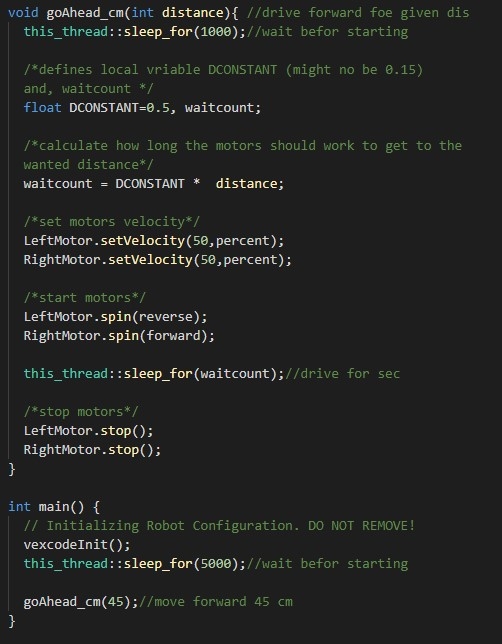 void goAhead_cm(int distance){ //drive forward foe given dis
this_thread::sleep_for(1000);//wait befor starting
/*defines local vriable DCONSTANT (might no be 0.15)
and, waitcount */
float DCONSTANT=0.5, waitcount;
/*calculate how long the motors should work to get to the
wanted distance*/
waitcount = DCONSTANT *  distance;
/*set motors velocity*/
LeftMotor.setVelocity(50,percent);
RightMotor.setVelocity(50,percent);
/*start motors*/
LeftMotor.spin(reverse);
RightMotor.spin(forward);
this_thread::sleep_for(waitcount);//drive for sec
/*stop motors*/
LeftMotor.stop();
RightMotor.stop();
}
int main() {
// Initializing Robot Configuration. DO NOT REMOVE!
vexcodeInit();
this_thread::sleep_for(5000);//wait befor starting
goAhead_cm(45);//move forward 45 cm
}